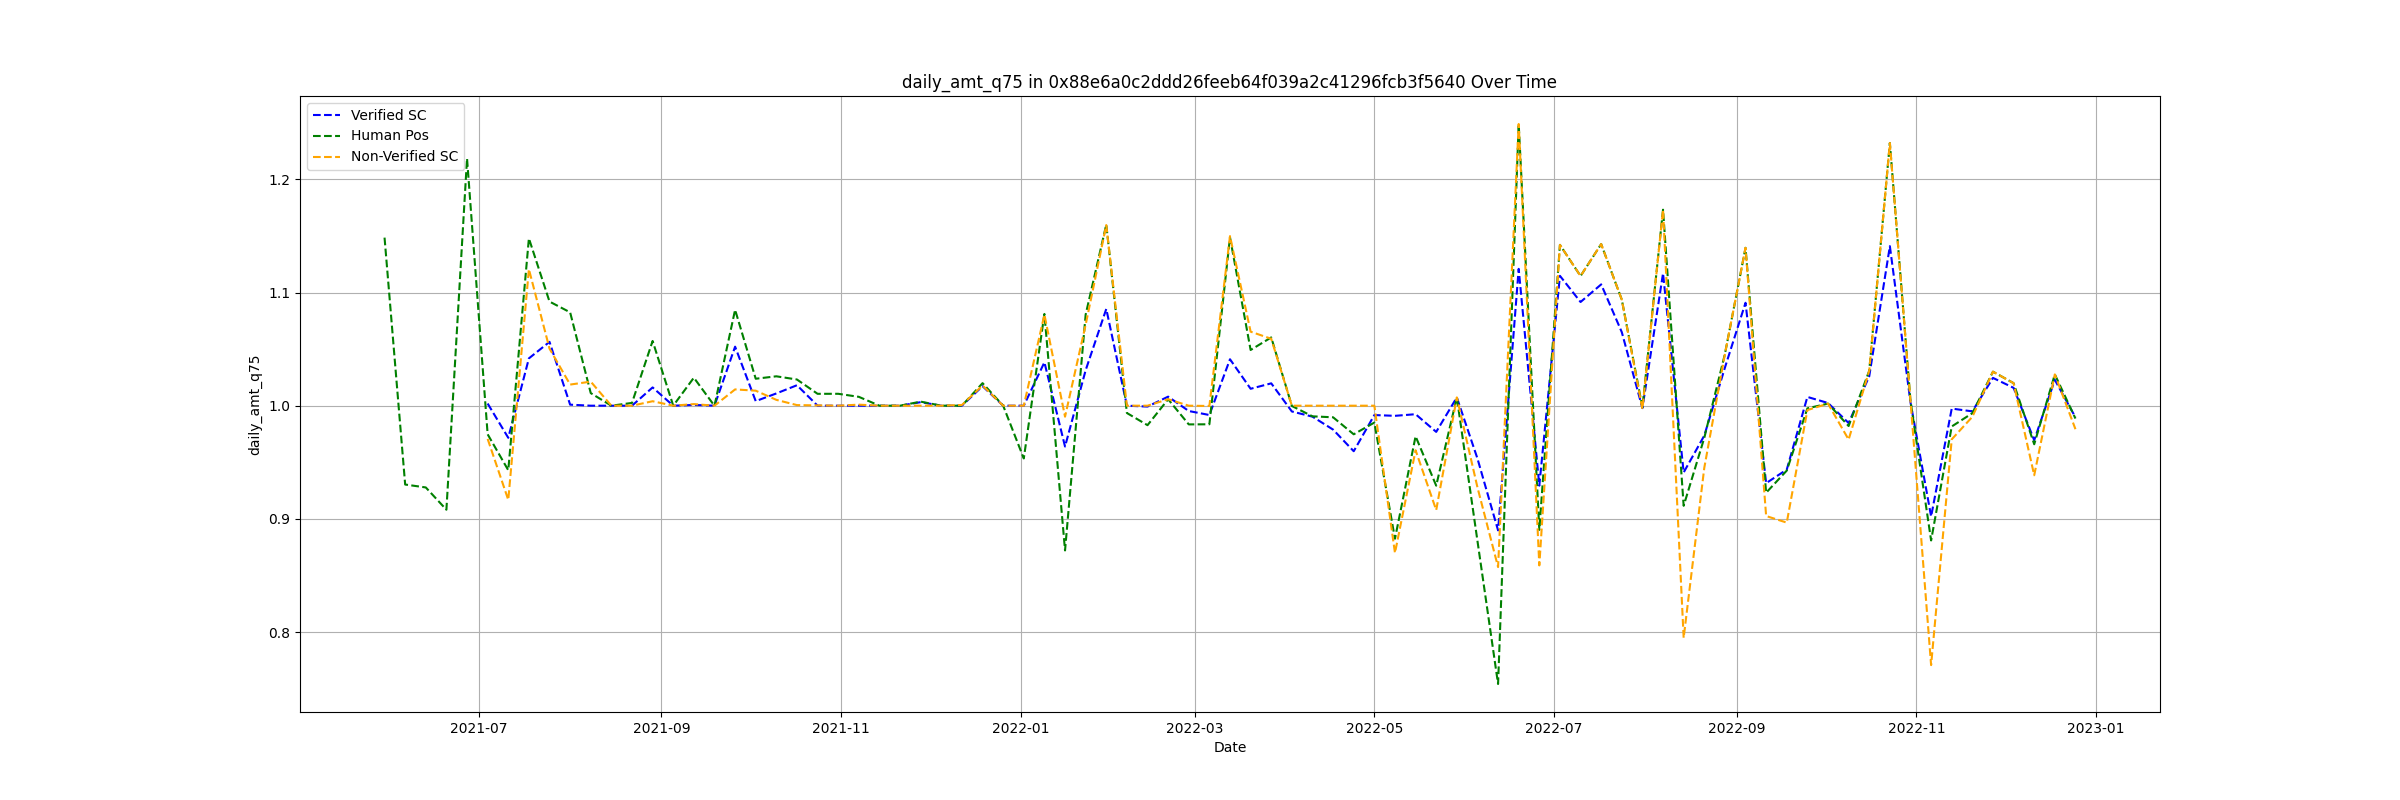 daily_amt_q75 in 0x88e6a0c2ddd26feeb64f039a2c41296fcb3f5640 Over Time
Verified SC
Human Pos
Non-Verified SC
daily_amt_q75
1.2
1.1
1.0
0.9
0.8
2021-07 2021-09 2021-11 2022-01 2022-03 2022-05 2022-07 2022-09 2022-11 2023-01
Date